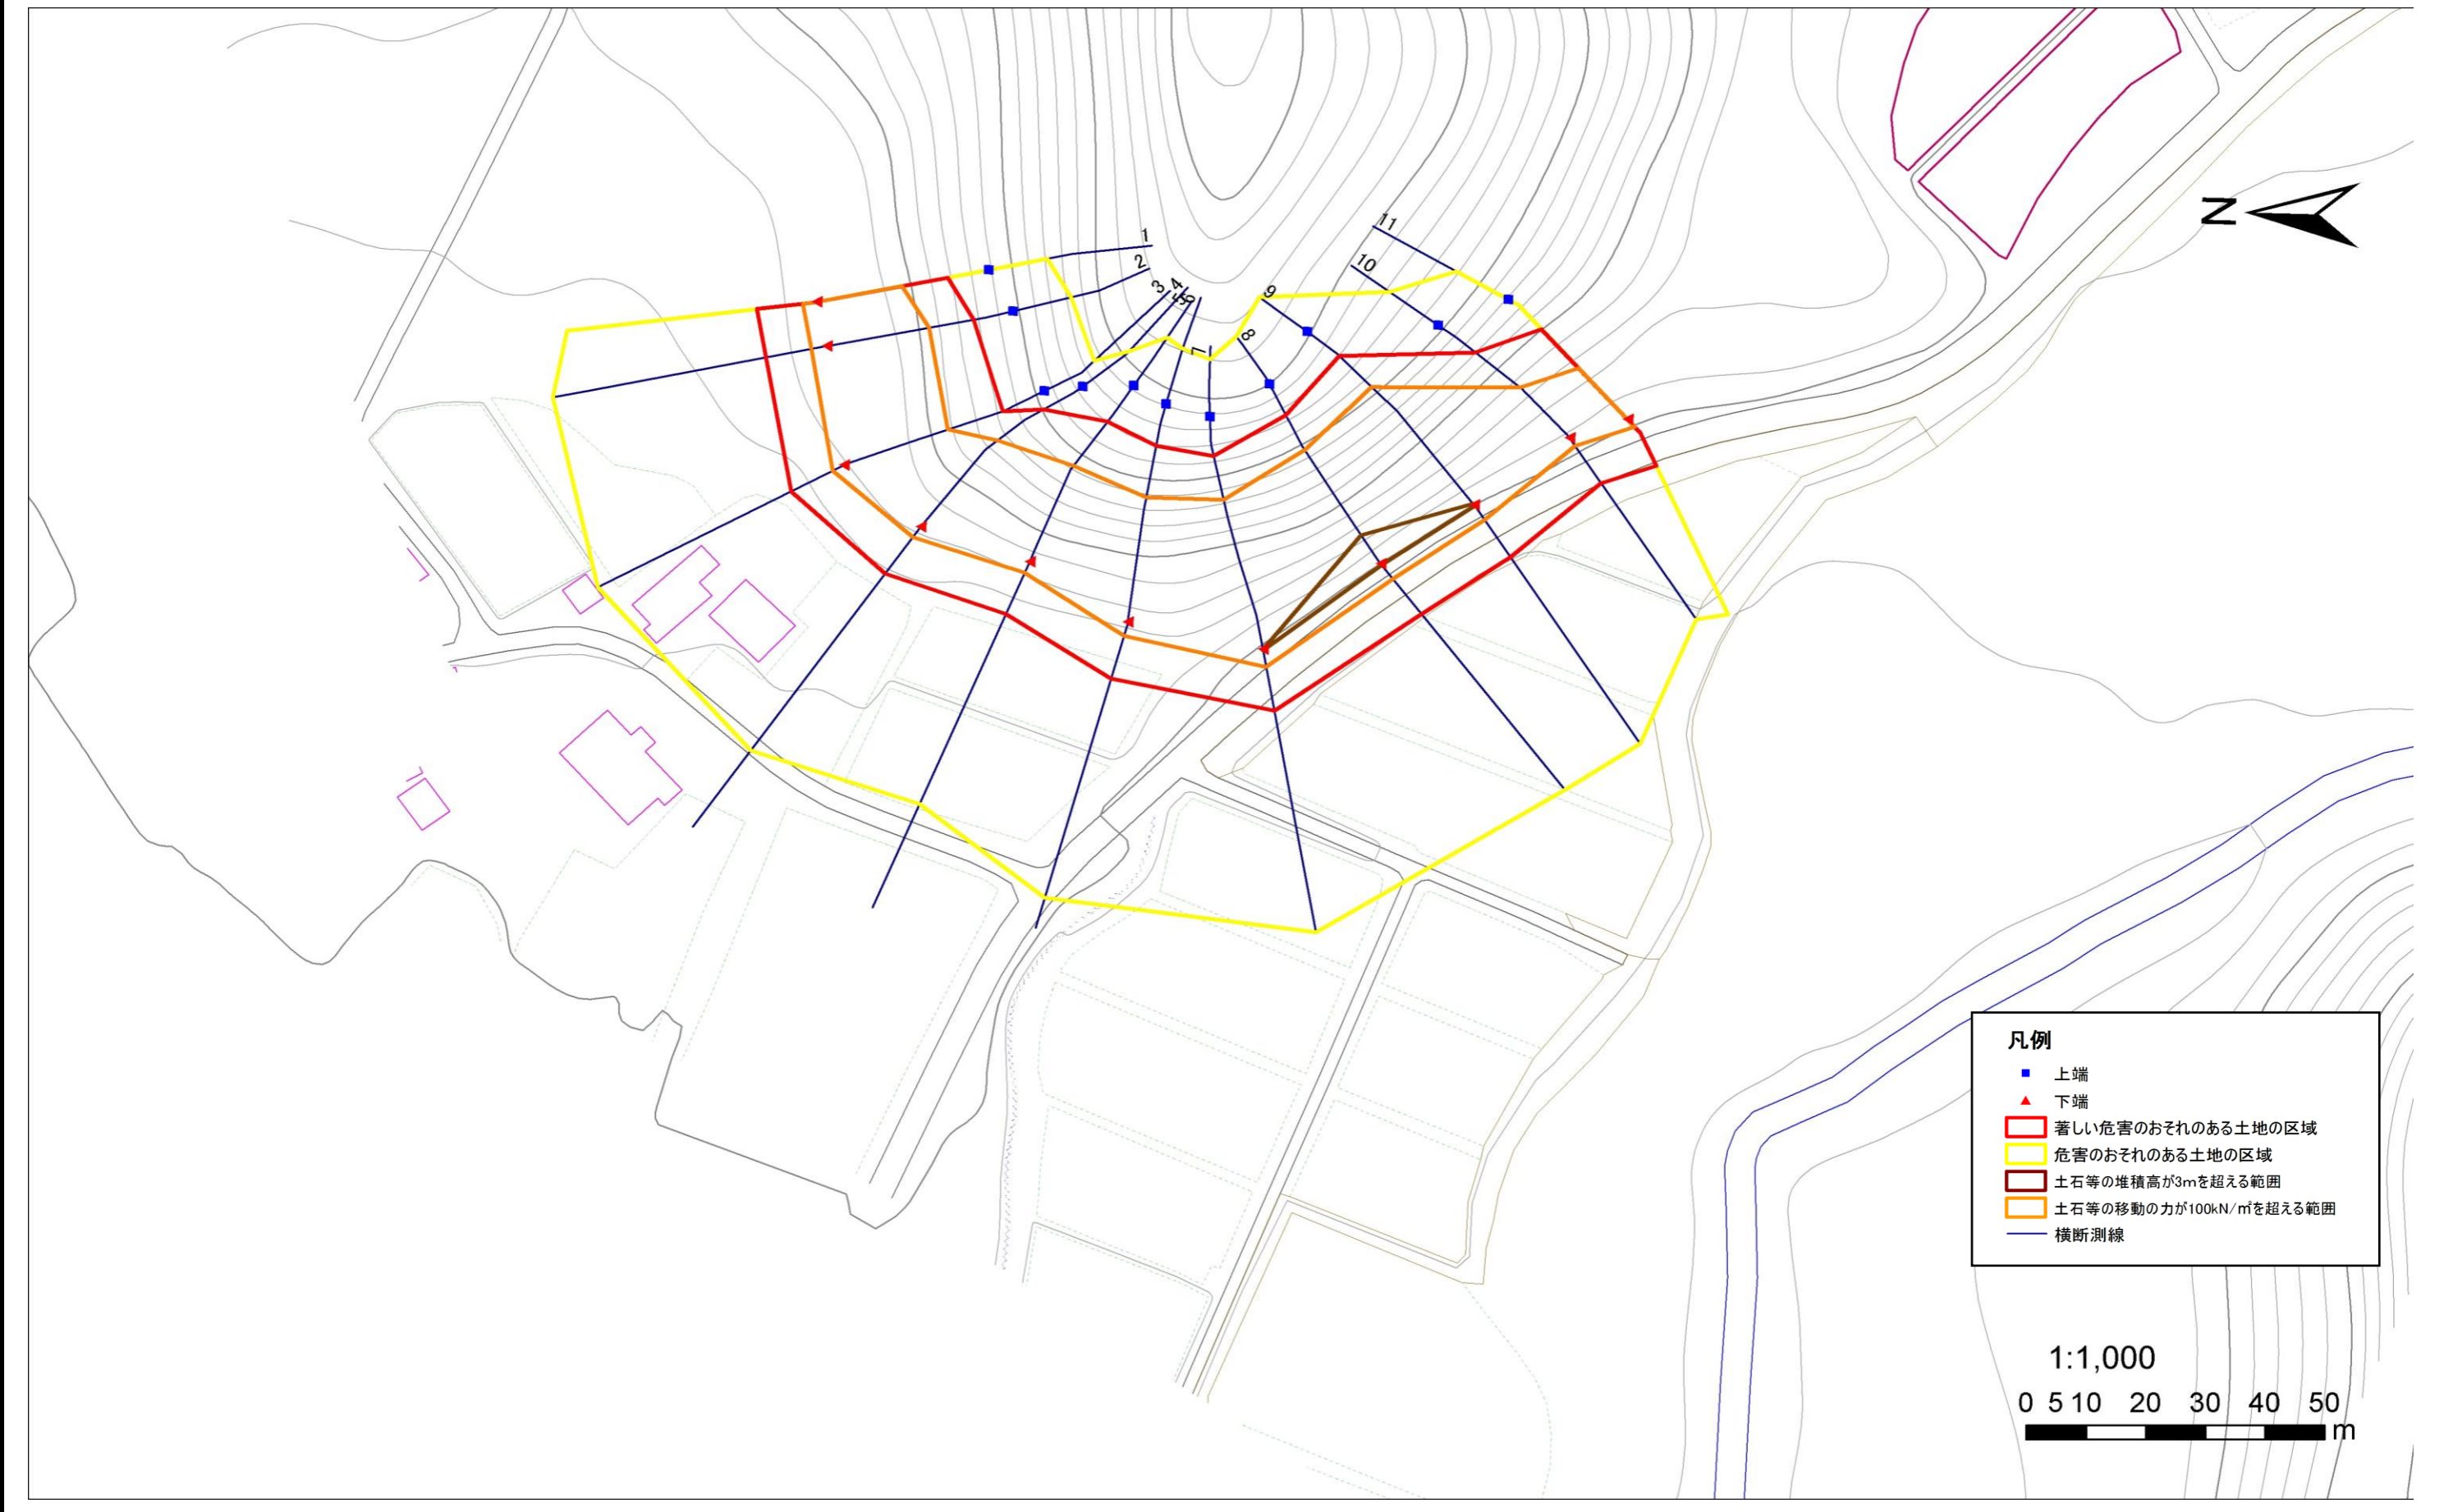 N
1
2
3
4
5
6
7
8
9
10
11
凡例
上端
下端
著しい危害のおそれのある土地の区域
危害のおそれのある土地の区域
土石等の堆積高が3mを超える範囲
土石等の移動の力が100kN/㎡を超える範囲
横断測線
1:1,000
0 5 10 20 30 40 50
m